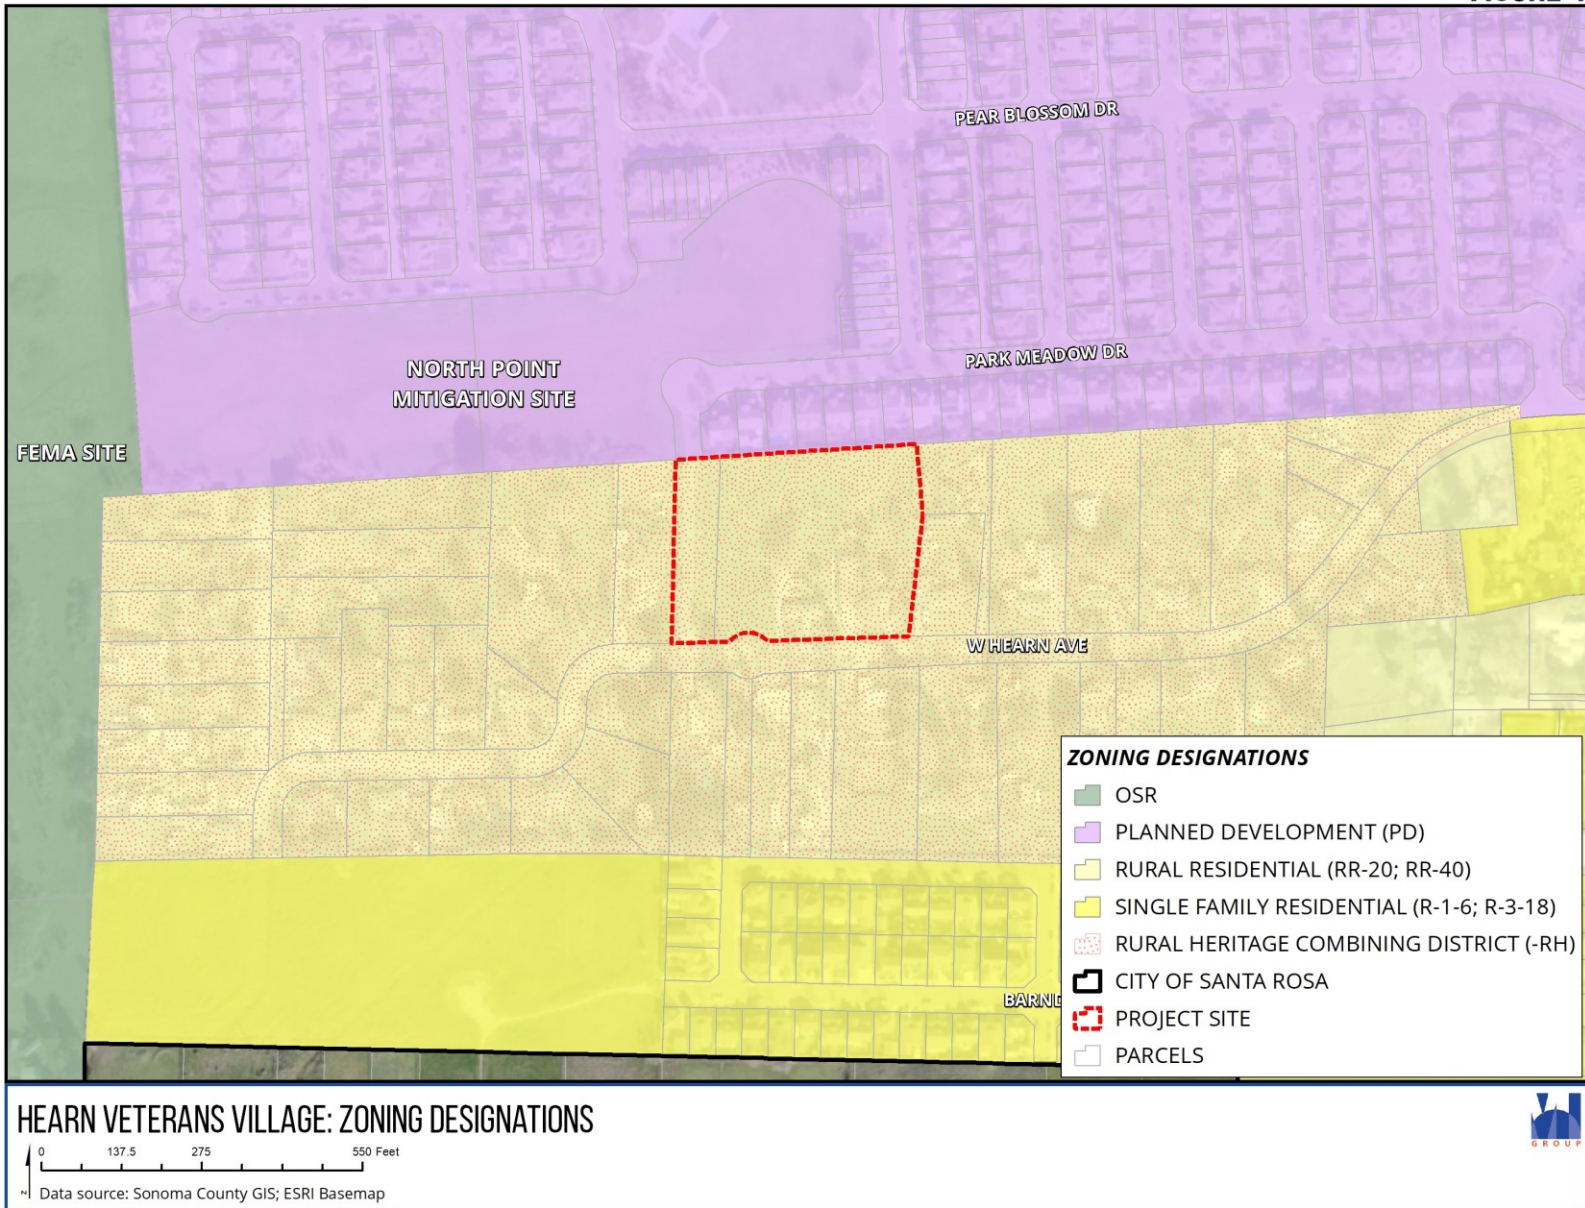 PEAR BLOSSOM DR
PARK MEADOW DR
NORTH POINT
MITIGATION SITE
FEMA SITE
W HEARN AVE
ZONING DESIGNATIONS
OSR
PLANNED DEVELOPMENT (PD)
RURAL RESIDENTIAL (RR-20; RR-40)
SINGLE FAMILY RESIDENTIAL (R-1-6; R-3-18)
RURAL HERITAGE COMBINING DISTRICT (-RH)
CITY OF SANTA ROSA
PROJECT SITE
PARCELS
HEARN VETERANS VILLAGE: ZONING DESIGNATIONS
0 137.5 275 550 Feet
N
Data source: Sonoma County GIS; ESRI Basemap
GROUP